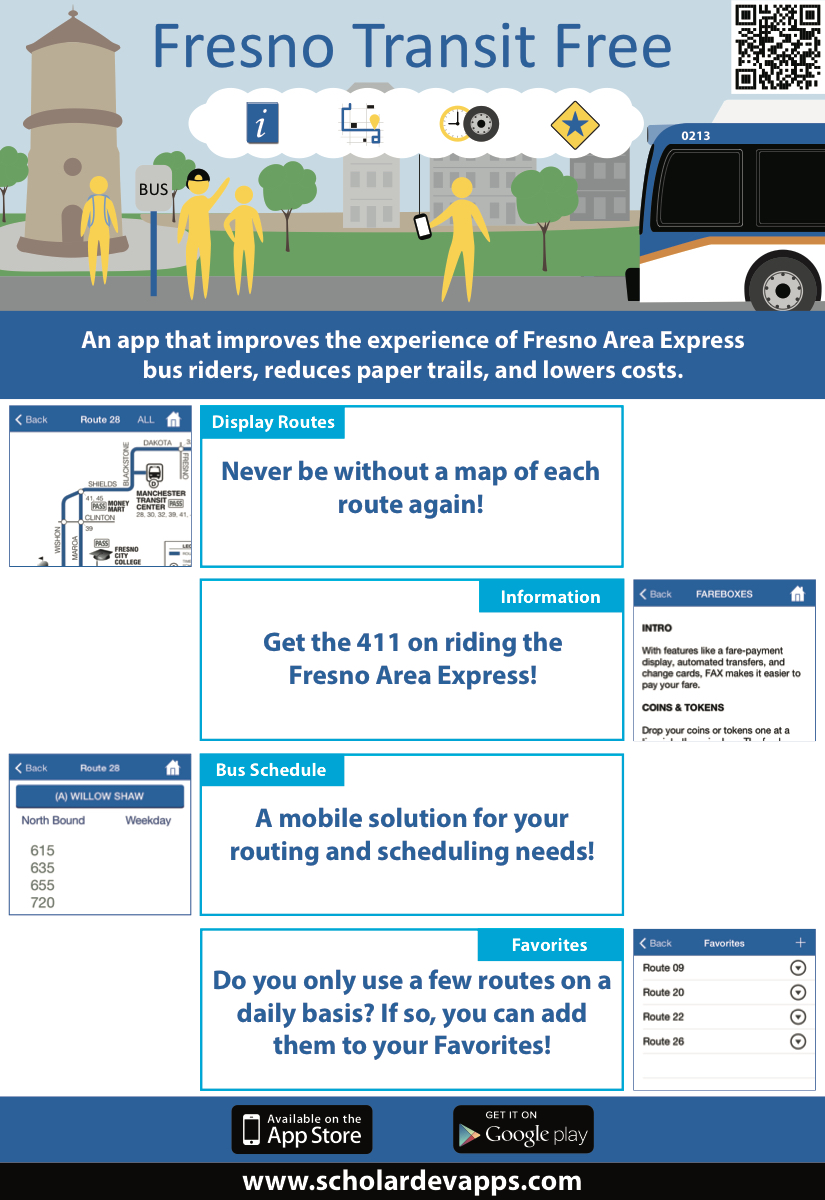 Fresno Transit Free
i
0213
BUS
An app that improves the experience of Fresno Area Express
bus riders, reduces paper trails, and lowers costs.
Back
Route 28
ALL
DAKOTA
BLACKSTONE
FRESNO
SHIELDS
41, 45
PASS
MONEY
MART
MANCHESTER
TRANSIT
CENTER
PASS
28, 30, 32, 39, 41,
CLINTON
39
WISHON
MAROA
PASS
FRESNO
CITY
COLLEGE
Display Routes
Never be without a map of each
route again!
Information
Get the 411 on riding the
Fresno Area Express!
Back
FAREBOXES
INTRO
With features like a fare-payment
display, automated transfers, and
change cards, FAX makes it easier to
pay your fare.
COINS & TOKENS
Drop your coins or tokens one at a
Back
Route 28
(A) WILLOW SHAW
North Bound
Weekday
615
635
655
720
Bus Schedule
A mobile solution for your
routing and scheduling needs!
Favorites
Do you only use a few routes on a
daily basis? If so, you can add
them to your Favorites!
Back
Favorites
+
Route 09
Route 20
Route 22
Route 26
Available on the
App Store
GET IT ON
Google play
www.scholardevapps.com